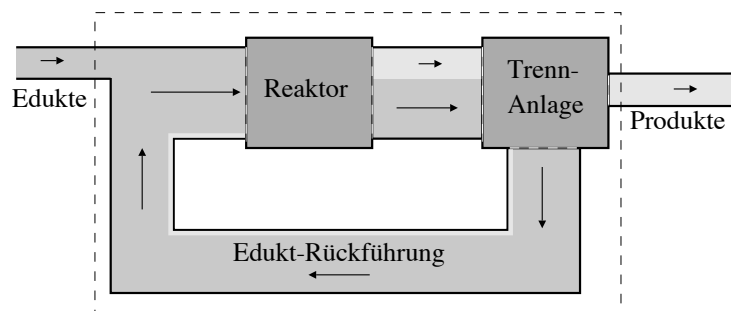 Edukte
Reaktor
Trenn-
Anlage
Produkte
Edukt-Rückführung